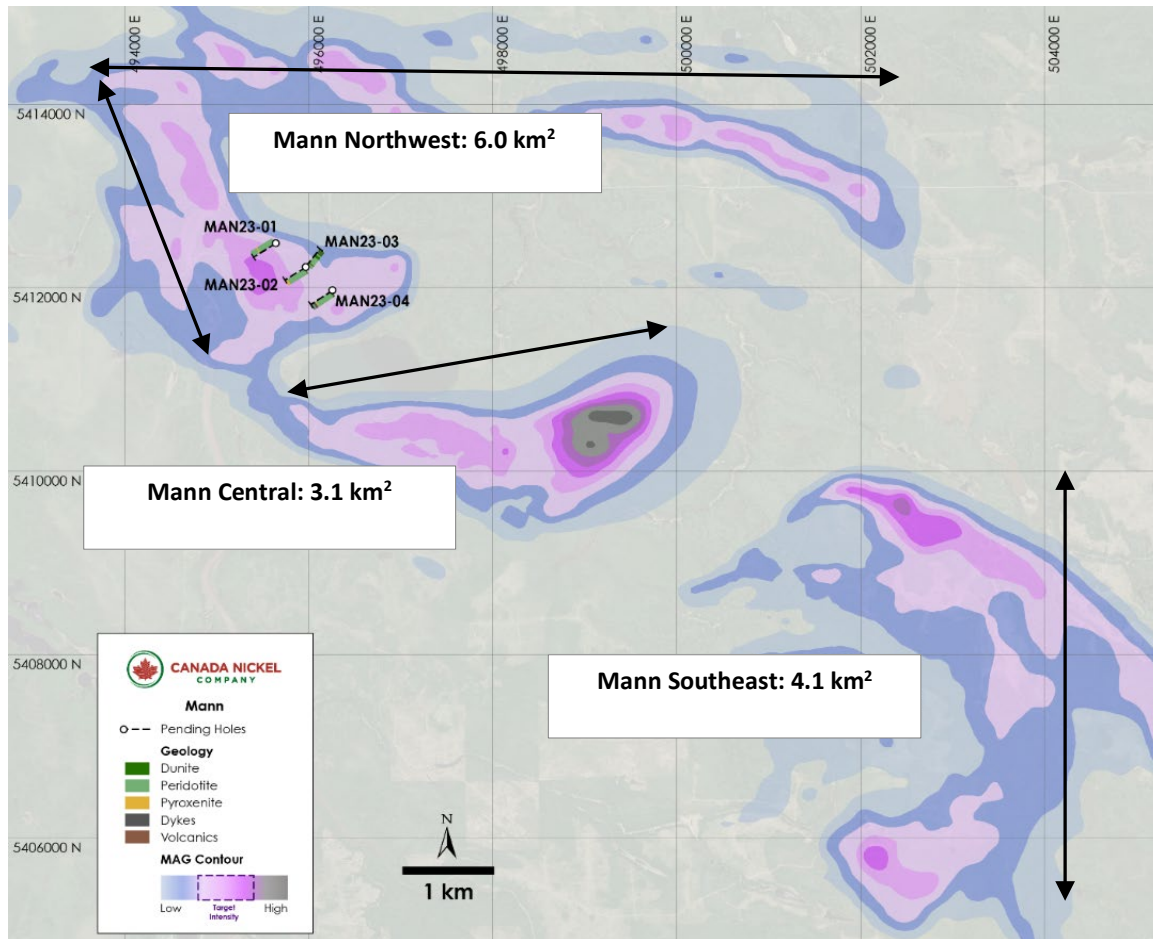 494000 E
496000 E
498000 E
500000 E
502000 E
504000 E
5414000 N
Mann Northwest: 6.0 km²
MAN23-01
MAN23-03
MAN23-02
MAN23-04
5412000 N
5410000 N
Mann Central: 3.1 km²
5408000 N
Mann Southeast: 4.1 km²
5406000 N
CANADA NICKEL
COMPANY
Mann
Pending Holes
Geology
Dunite
Peridotite
Pyroxenite
Dykes
Volcanics
MAG Contour
Low
Target
Intensity
High
N
1 km